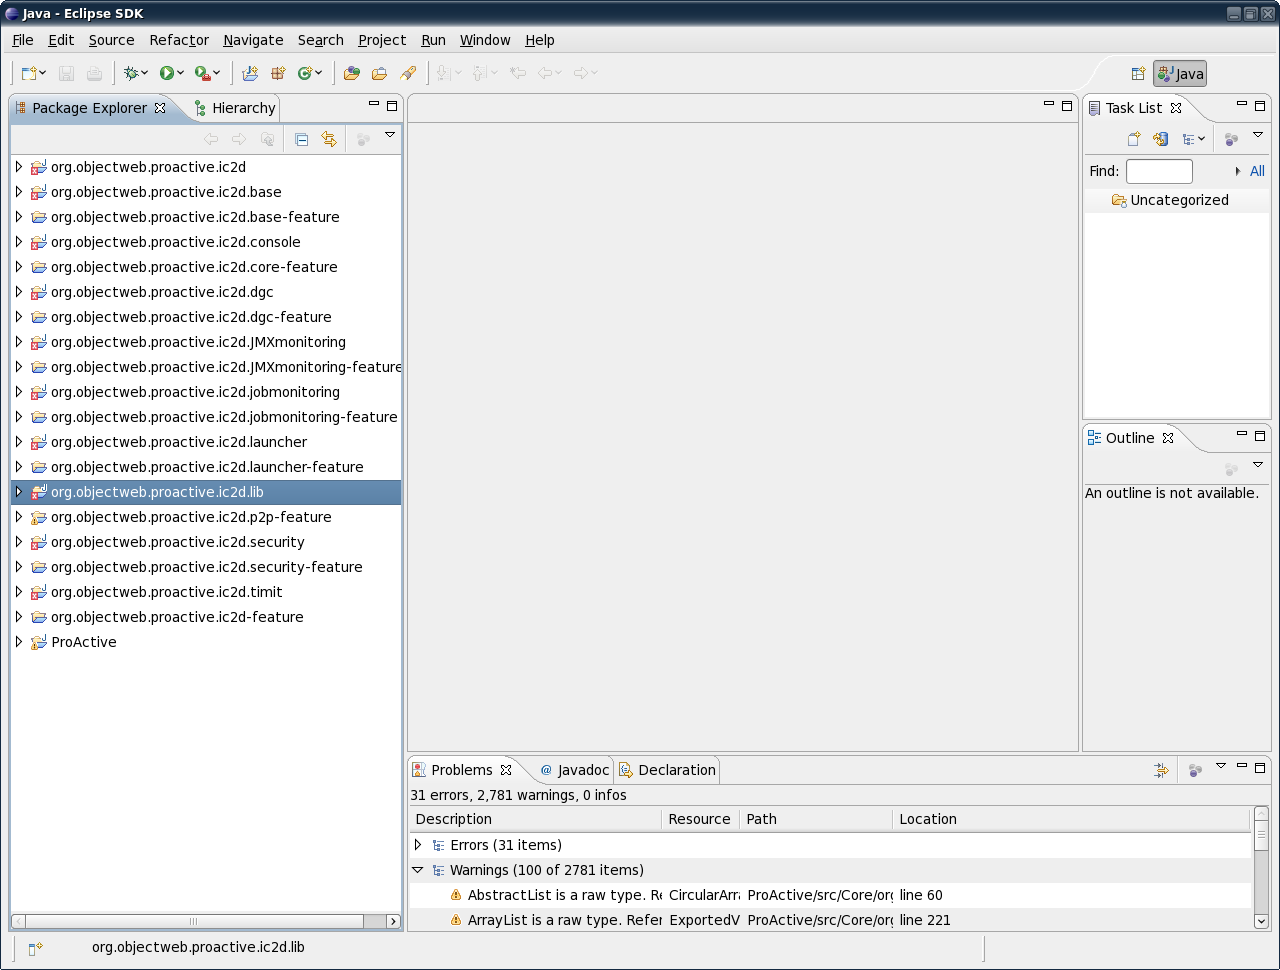 Java - Eclipse SDK
File Edit Source Refactor Navigate Search Project Run Window Help
Java
Package Explorer Hierarchy
org.objectweb.proactive.ic2d
org.objectweb.proactive.ic2d.base
org.objectweb.proactive.ic2d.base-feature
org.objectweb.proactive.ic2d.console
org.objectweb.proactive.ic2d.core-feature
org.objectweb.proactive.ic2d.dgc
org.objectweb.proactive.ic2d.dgc-feature
org.objectweb.proactive.ic2d.JMXmonitoring
org.objectweb.proactive.ic2d.JMXmonitoring-feature
org.objectweb.proactive.ic2d.jobmonitoring
org.objectweb.proactive.ic2d.jobmonitoring-feature
org.objectweb.proactive.ic2d.launcher
org.objectweb.proactive.ic2d.launcher-feature
org.objectweb.proactive.ic2d.lib
org.objectweb.proactive.ic2d.p2p-feature
org.objectweb.proactive.ic2d.security
org.objectweb.proactive.ic2d.security-feature
org.objectweb.proactive.ic2d.timit
org.objectweb.proactive.ic2d-feature
ProActive
Task List
Find: All
Uncategorized
Outline
An outline is not available.
Problems @ Javadoc Declaration
31 errors, 2,781 warnings, 0 infos
Description Resource Path Location
Errors (31 items)
Warnings (100 of 2781 items)
AbstractList is a raw type. Re CircularArra ProActive/src/Core/org line 60
ArrayList is a raw type. Refer ExportedV ProActive/src/Core/org line 221
org.objectweb.proactive.ic2d.lib